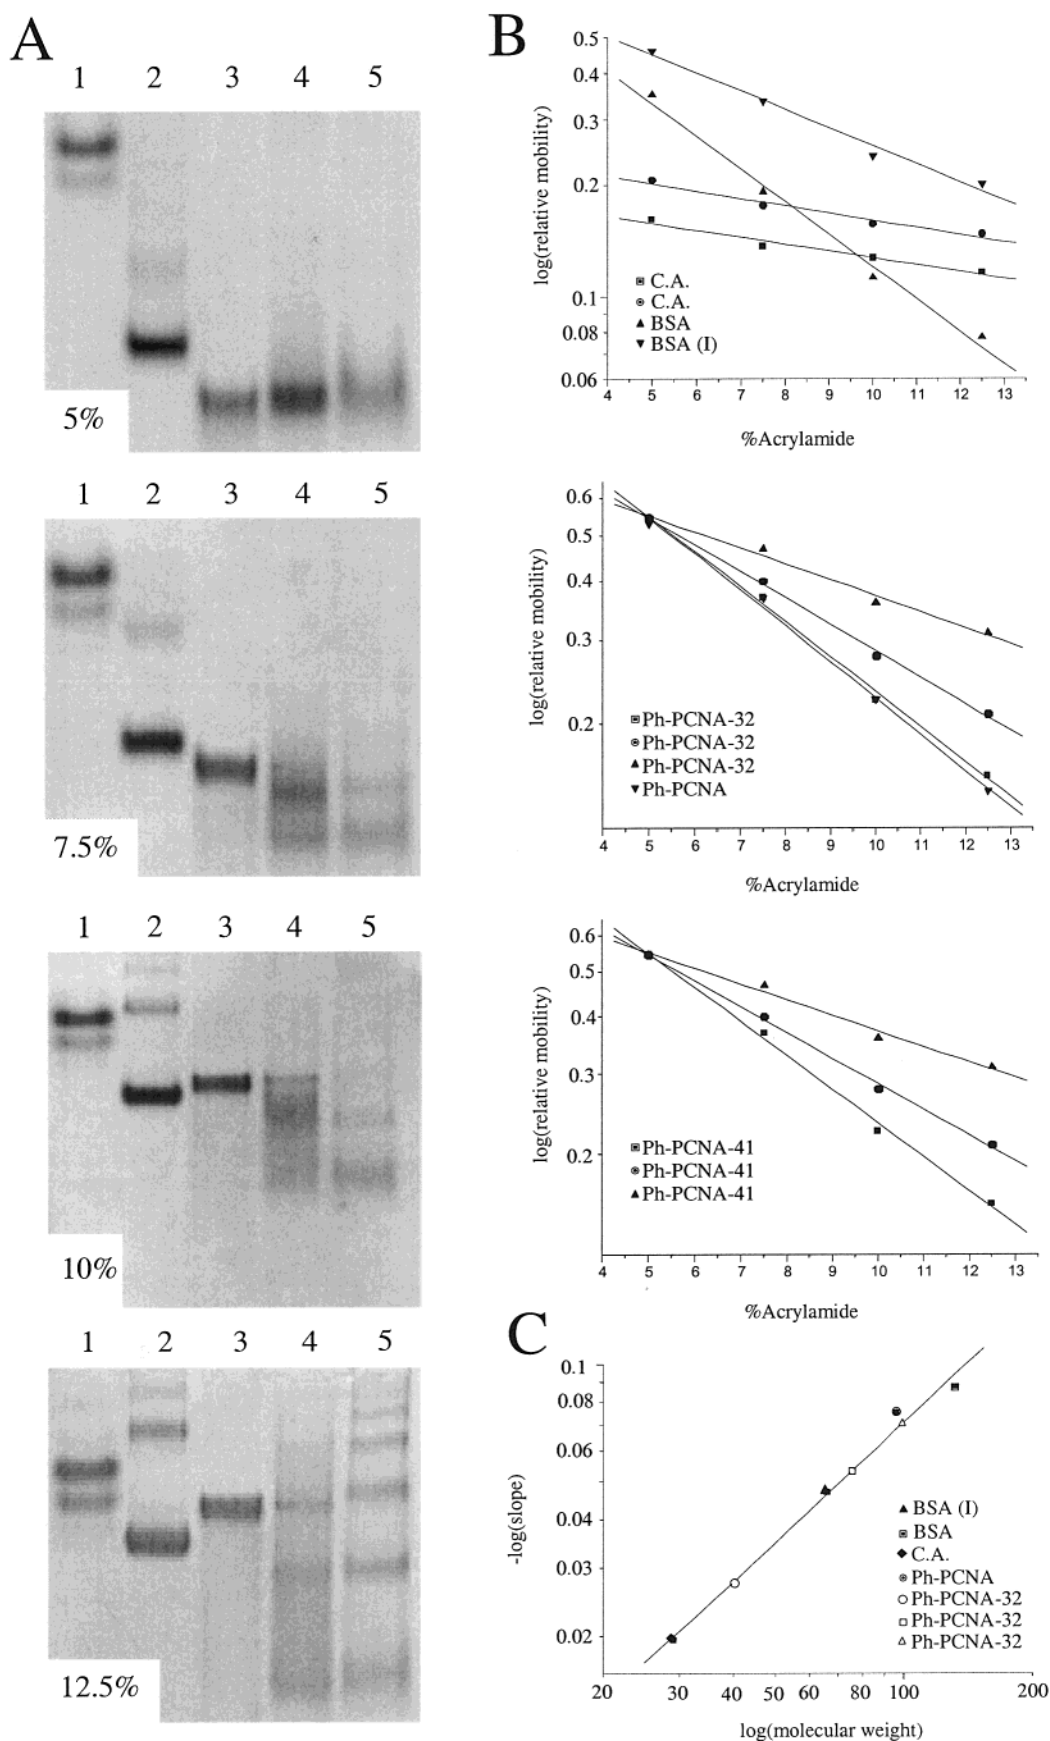 A
1 2 3 4 5
5%
1 2 3 4 5
7.5%
1 2 3 4 5
10%
1 2 3 4 5
12.5%
B
log(relative mobility)
0.5
0.4
0.3
0.2
0.1
0.08
0.06
C.A.
C.A.
BSA
BSA (I)
4 5 6 7 8 9 10 11 12 13
%Acrylamide
log(relative mobility)
0.6
0.5
0.4
0.3
0.2
Ph-PCNA-32
Ph-PCNA-32
Ph-PCNA-32
Ph-PCNA
4 5 6 7 8 9 10 11 12 13
%Acrylamide
log(relative mobility)
0.6
0.5
0.4
0.3
0.2
Ph-PCNA-41
Ph-PCNA-41
Ph-PCNA-41
4 5 6 7 8 9 10 11 12 13
%Acrylamide
C
-log(slope)
0.1
0.08
0.06
0.04
0.03
0.02
BSA (I)
BSA
C.A.
Ph-PCNA
Ph-PCNA-32
Ph-PCNA-32
Ph-PCNA-32
20 30 40 50 60 80 100 200
log(molecular weight)